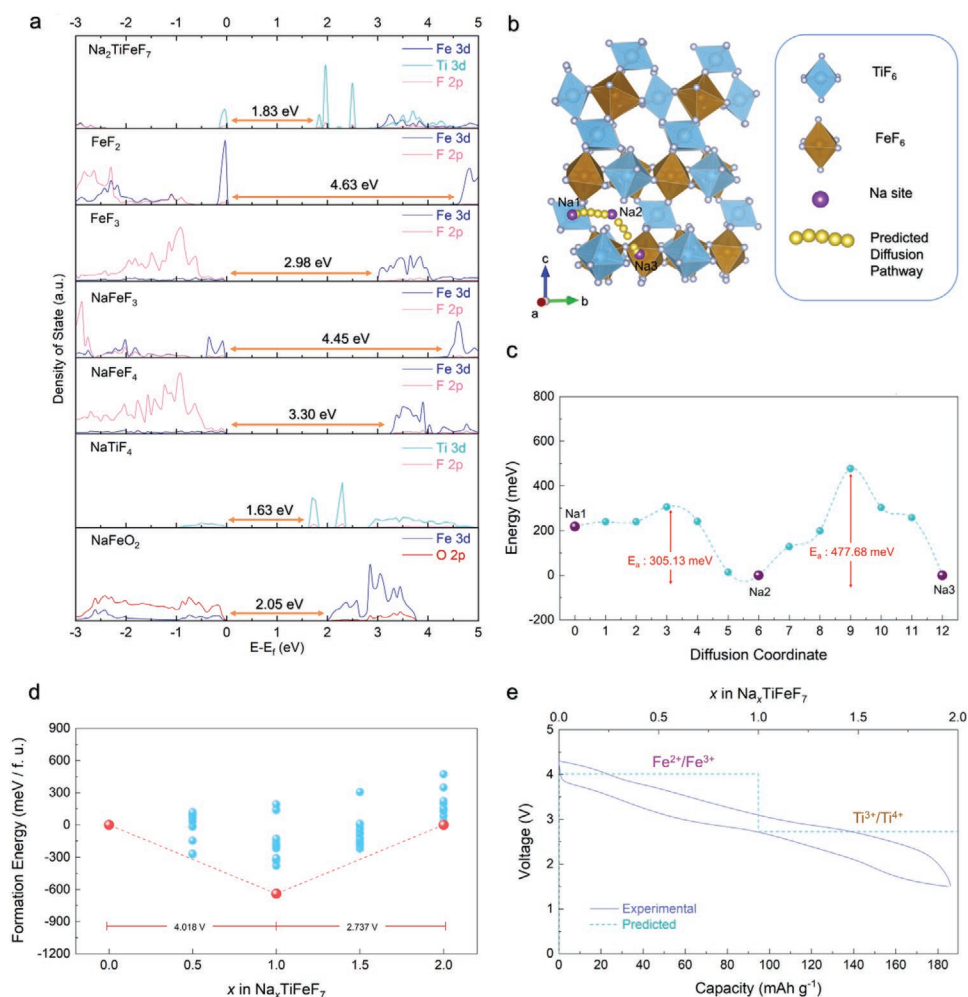 a
-3 -2 -1 0 1 2 3 4 5
Na₂TiFeF₇
Fe 3d
Ti 3d
F 2p
1.83 eV
FeF₂
Fe 3d
F 2p
4.63 eV
FeF₃
Fe 3d
F 2p
2.98 eV
NaFeF₃
Fe 3d
F 2p
4.45 eV
NaFeF₄
Fe 3d
F 2p
3.30 eV
NaTiF₄
Ti 3d
F 2p
1.63 eV
NaFeO₂
Fe 3d
O 2p
2.05 eV
-3 -2 -1 0 1 2 3 4 5
E-E_f (eV)
Density of State (a.u.)
b
Na1
Na2
Na3
c
b
a
TiF₆
FeF₆
Na site
Predicted
Diffusion
Pathway
c
800
600
400
200
0
-200
Energy (meV)
Na1
Eₐ : 305.13 meV
Na2
Eₐ : 477.68 meV
Na3
0 1 2 3 4 5 6 7 8 9 10 11 12
Diffusion Coordinate
d
900
600
300
0
-300
-600
-900
-1200
Formation Energy (meV / f. u.)
4.018 V
2.737 V
0.0 0.5 1.0 1.5 2.0
x in NaₓTiFeF₇
e
x in NaₓTiFeF₇
0.0 0.5 1.0 1.5 2.0
5
4
3
2
1
0
Voltage (V)
Fe²⁺/Fe³⁺
Ti³⁺/Ti⁴⁺
Experimental
Predicted
0 20 40 60 80 100 120 140 160 180
Capacity (mAh g⁻¹)